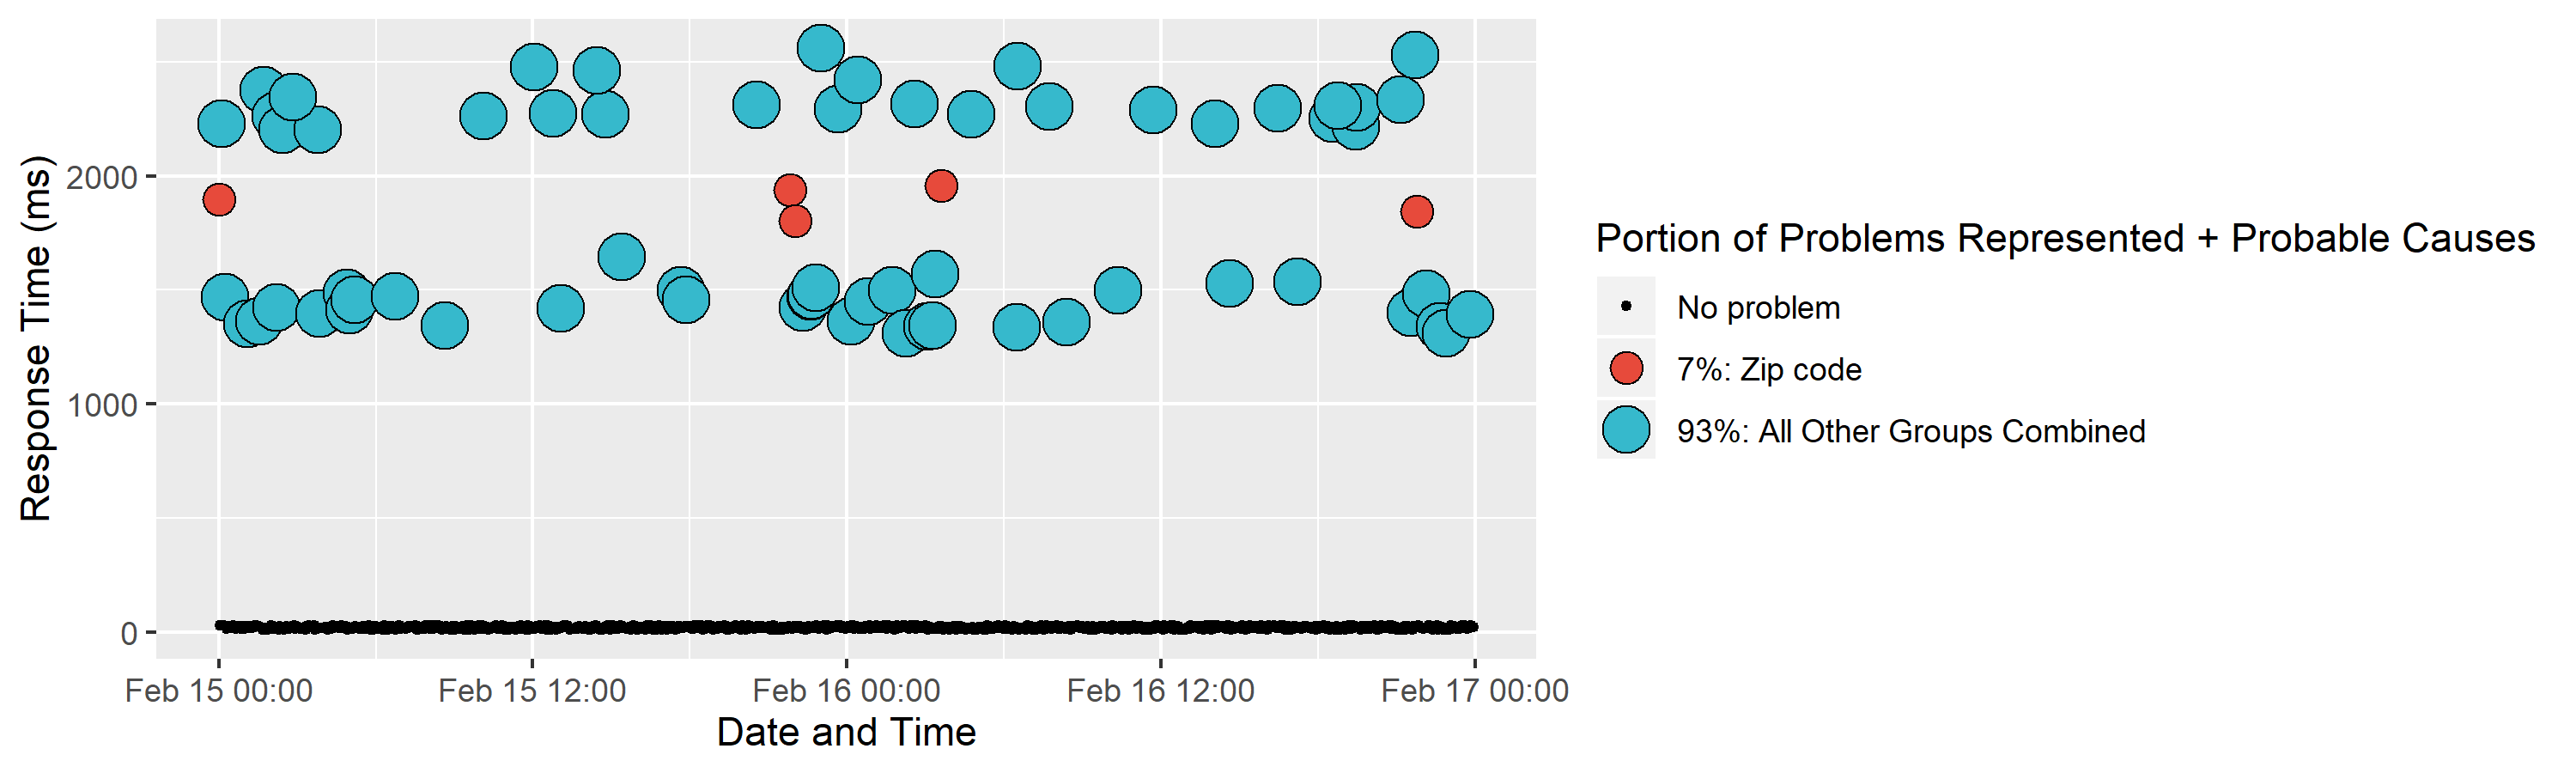 Response Time (ms)
2000
1000
0
Feb 15 00:00
Feb 15 12:00
Feb 16 00:00
Feb 16 12:00
Feb 17 00:00
Date and Time
Portion of Problems Represented + Probable Causes
No problem
7%: Zip code
93%: All Other Groups Combined